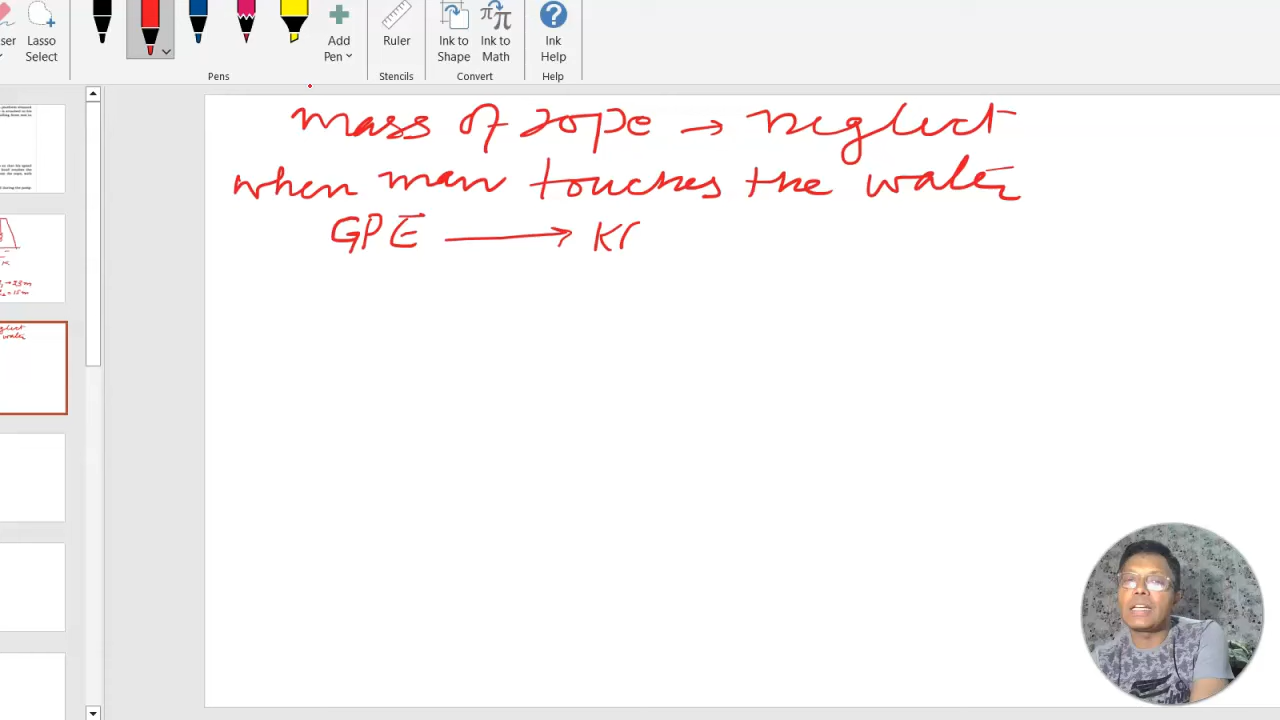 Lasso
Select
Add
Pen
Ruler
Ink to
Shape
Ink to
Math
Ink
Help
Pens
Stencils
Convert
Help
mass of rope → neglect
when man touches the water
GPE → K